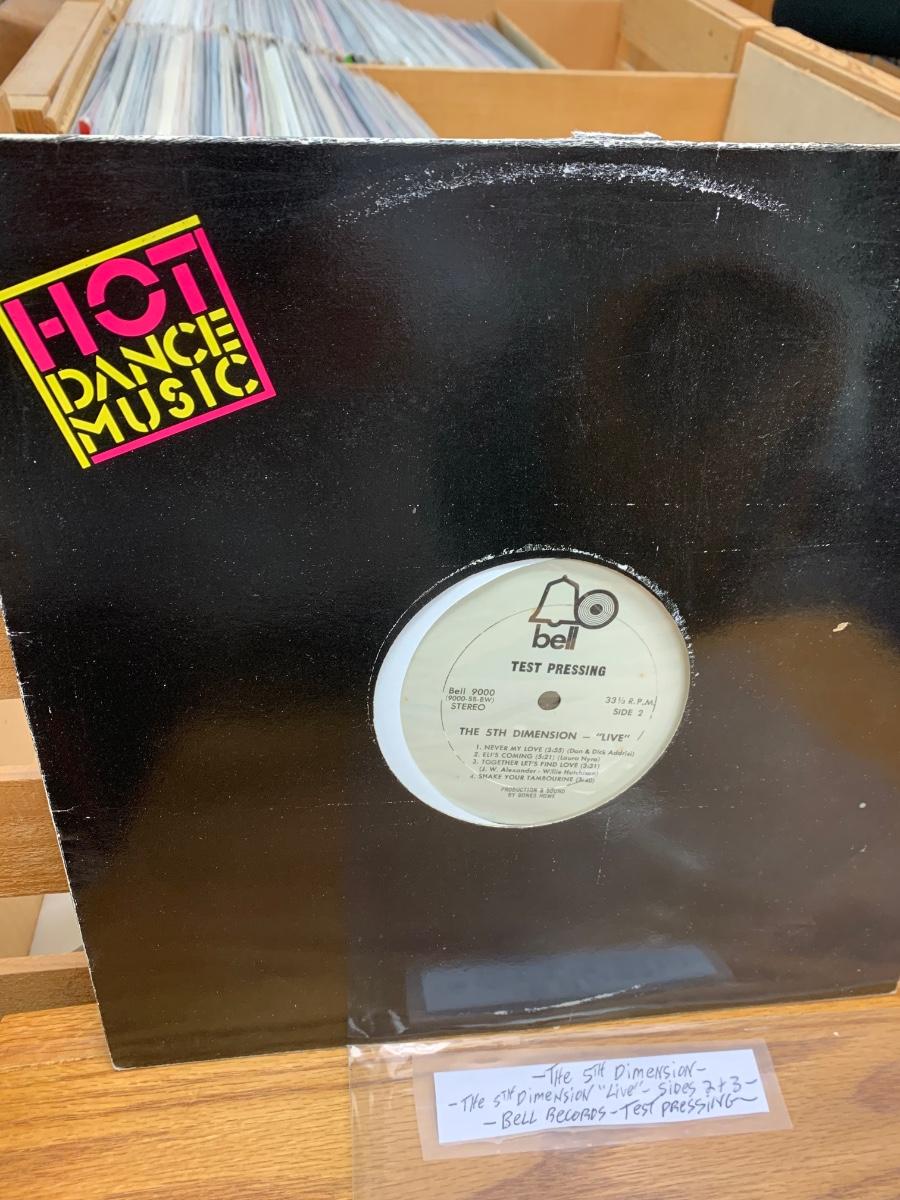 HOT
DANCE
MUSIC
bell
TEST PRESSING
Bell 9000
(9000-SB-BW)
STEREO
33⅓ R.P.M.
SIDE 2
THE 5TH DIMENSION — "LIVE"
1. NEVER MY LOVE (3:55) (Don & Dick Addrisi)
2. ELI'S COMING (5:21) (Laura Nyro)
3. TOGETHER LET'S FIND LOVE (3:31)
(J. W. Alexander - Willie Hutchison)
4. SHAKE YOUR TAMBOURINE (3:40)
PRODUCTION & SOUND
BY BONES HOWE
—THE 5TH DIMENSION—
—THE 5TH DIMENSION "LIVE"— SIDES 2+3—
—BELL RECORDS—TEST PRESSING—